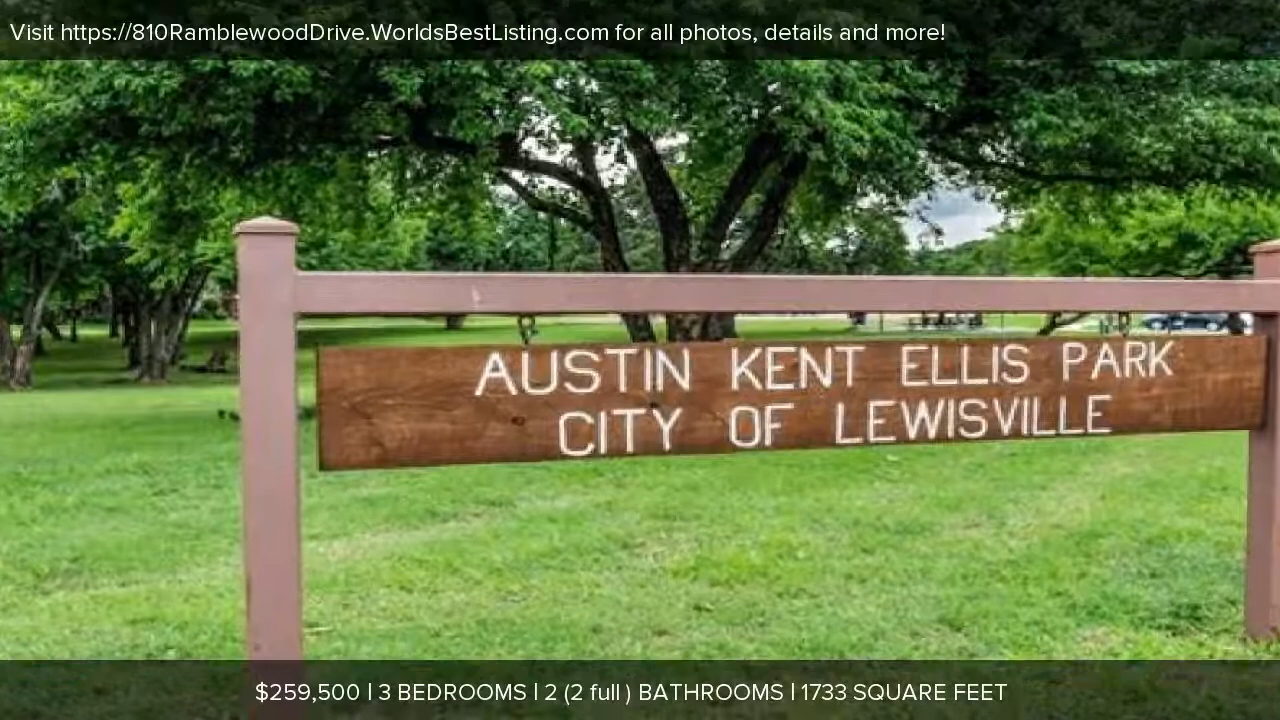 Visit https://810RamblewoodDrive.WorldsBestListing.com for all photos, details and more!
AUSTIN KENT ELLIS PARK
CITY OF LEWISVILLE
$259,500 | 3 BEDROOMS | 2 (2 full ) BATHROOMS | 1733 SQUARE FEET